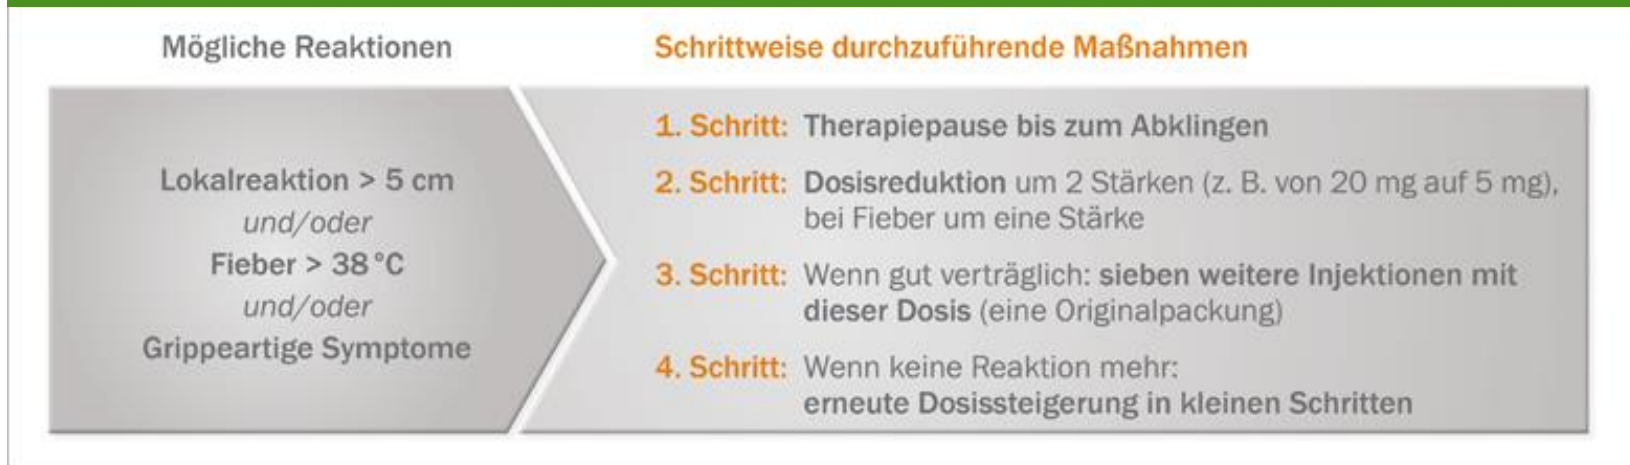 Mögliche Reaktionen
Schrittweise durchzuführende Maßnahmen
Lokalreaktion > 5 cm
und/oder
Fieber > 38 °C
und/oder
Grippeartige Symptome
1. Schritt: Therapiepause bis zum Abklingen
2. Schritt: Dosisreduktion um 2 Stärken (z. B. von 20 mg auf 5 mg),
bei Fieber um eine Stärke
3. Schritt: Wenn gut verträglich: sieben weitere Injektionen mit
dieser Dosis (eine Originalpackung)
4. Schritt: Wenn keine Reaktion mehr:
erneute Dosissteigerung in kleinen Schritten